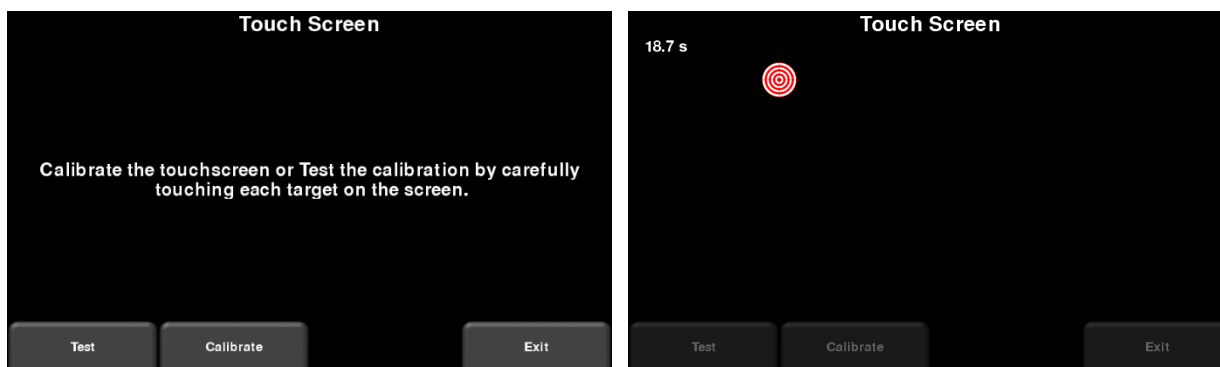 Touch Screen
Calibrate the touchscreen or Test the calibration by carefully
touching each target on the screen.
Test
Calibrate
Exit
Touch Screen
18.7 s
Test
Calibrate
Exit